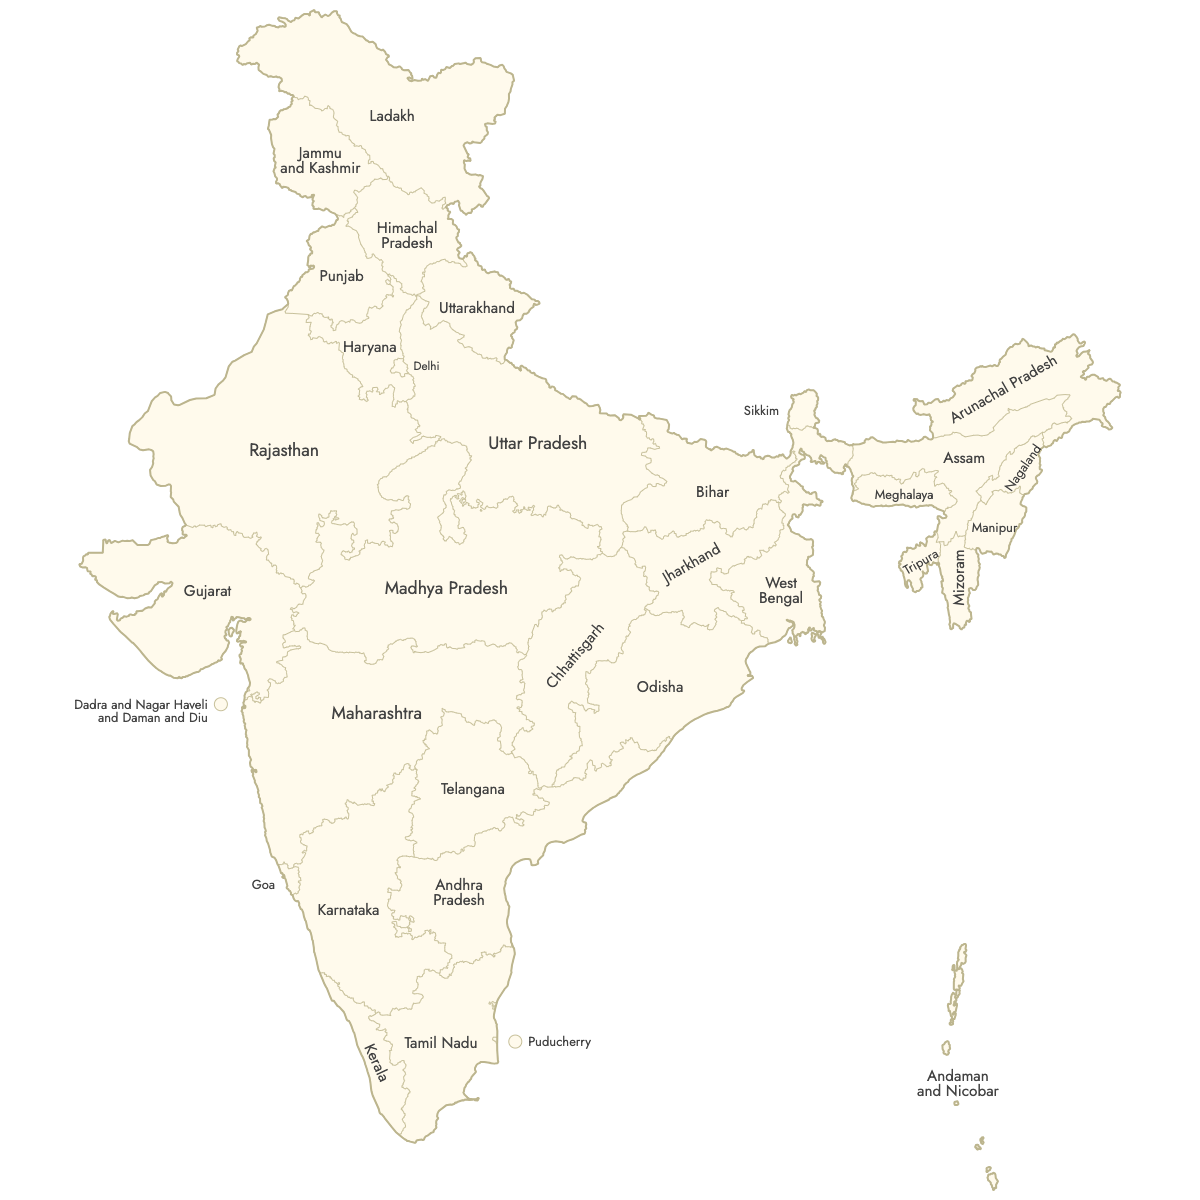 Ladakh
Jammu
and Kashmir
Himachal
Pradesh
Punjab
Uttarakhand
Haryana
Delhi
Arunachal Pradesh
Sikkim
Rajasthan
Uttar Pradesh
Assam
Nagaland
Bihar
Meghalaya
Manipur
Jharkhand
Tripura
Mizoram
Gujarat
Madhya Pradesh
West
Bengal
Chhattisgarh
Odisha
Dadra and Nagar Haveli
and Daman and Diu
Maharashtra
Telangana
Goa
Andhra
Pradesh
Karnataka
Tamil Nadu
Puducherry
Kerala
Andaman
and Nicobar